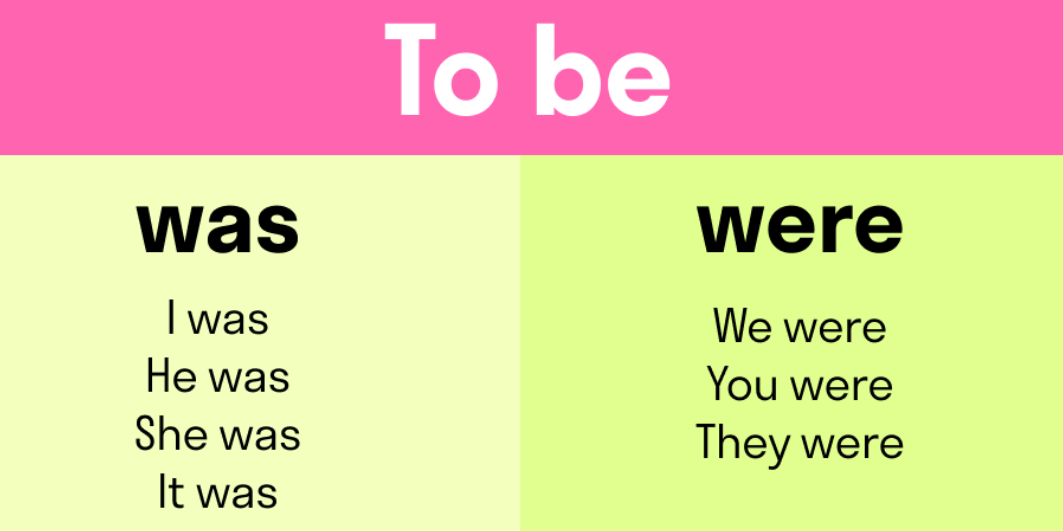 To be
was
I was
He was
She was
It was
were
We were
You were
They were